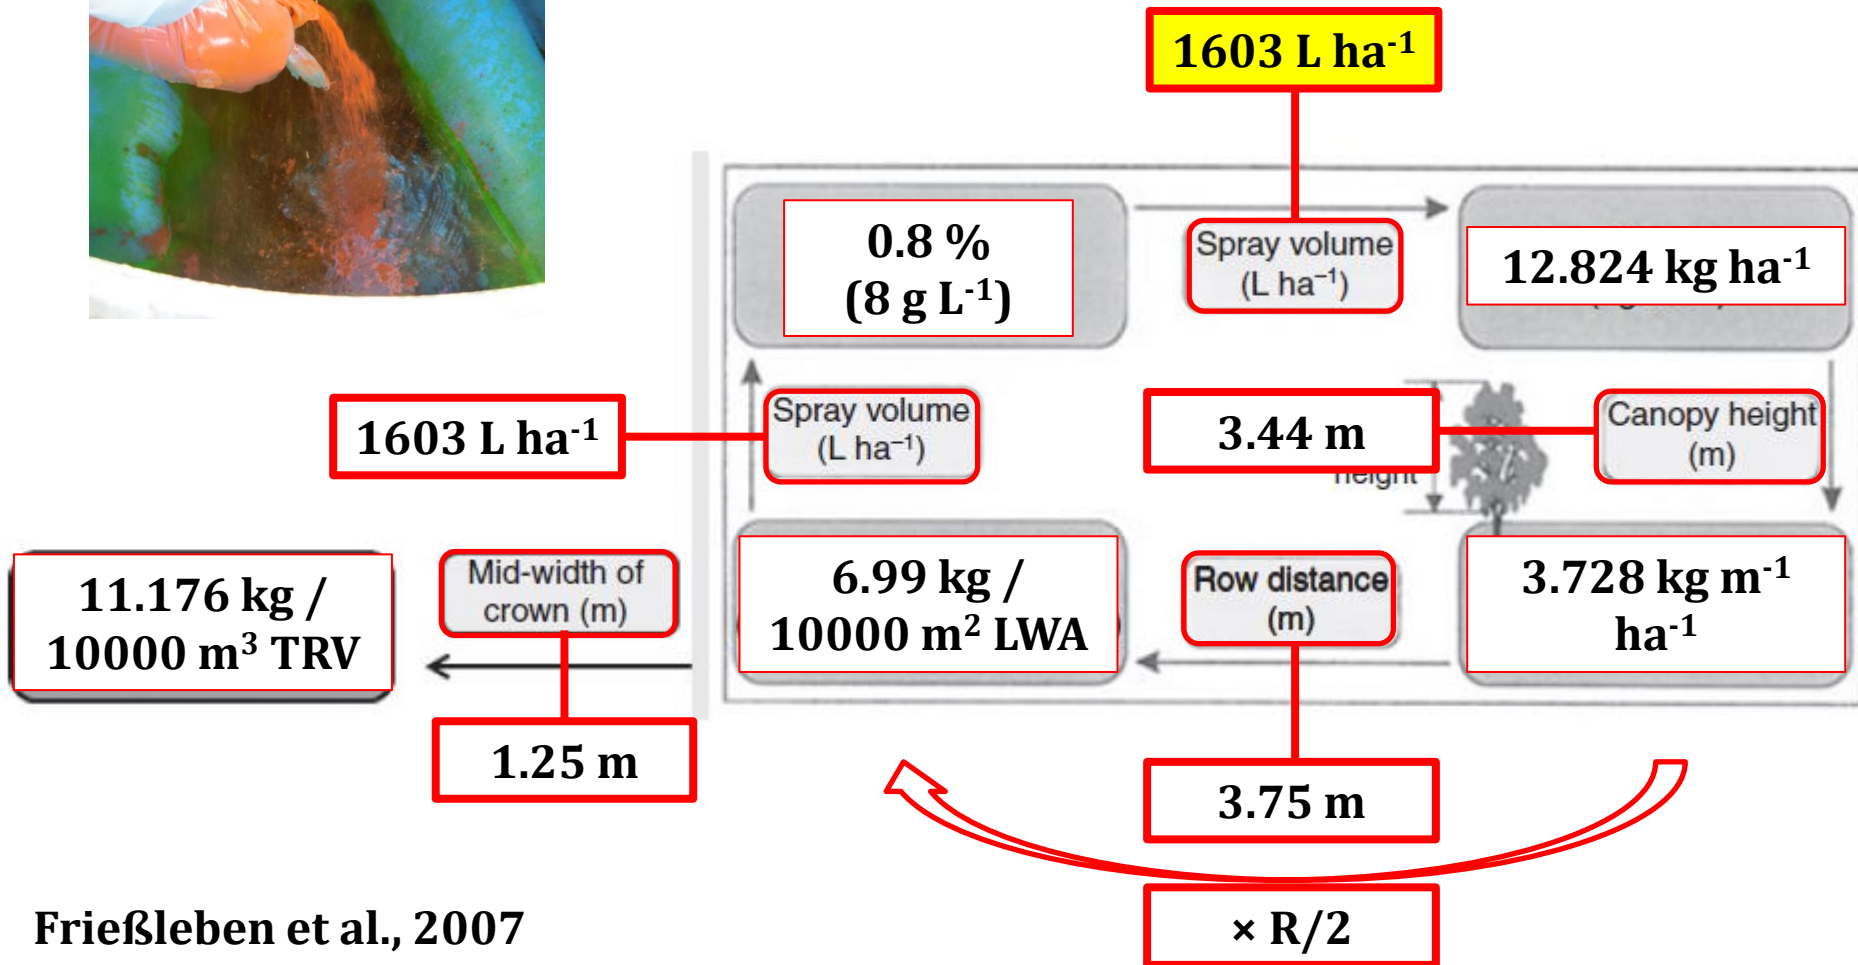 1603 L ha⁻¹
0.8 %
(8 g L⁻¹)
Spray volume
(L ha⁻¹)
12.824 kg ha⁻¹
1603 L ha⁻¹
Spray volume
(L ha⁻¹)
3.44 m
height
Canopy height
(m)
11.176 kg /
10000 m³ TRV
Mid-width of
crown (m)
6.99 kg /
10000 m² LWA
Row distance
(m)
3.728 kg m⁻¹
ha⁻¹
1.25 m
3.75 m
× R/2
Frießleben et al., 2007